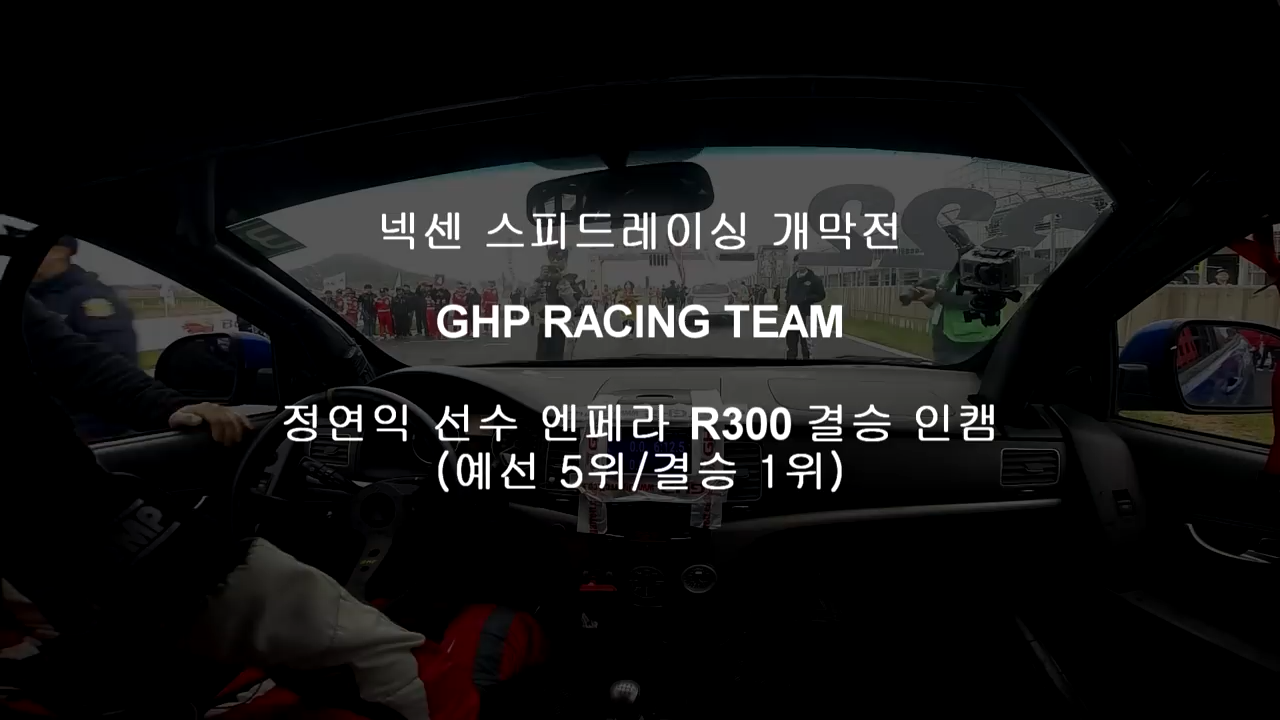 넥센 스피드레이싱 개막전
GHP RACING TEAM
정연익 선수 엔페라 R300 결승 인캠
(예선 5위/결승 1위)
222